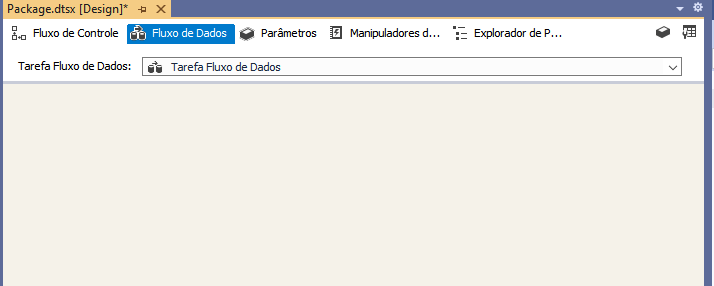 Package.dtsx [Design]*
Fluxo de Controle Fluxo de Dados Parâmetros Manipuladores d... Explorador de P...
Tarefa Fluxo de Dados: Tarefa Fluxo de Dados